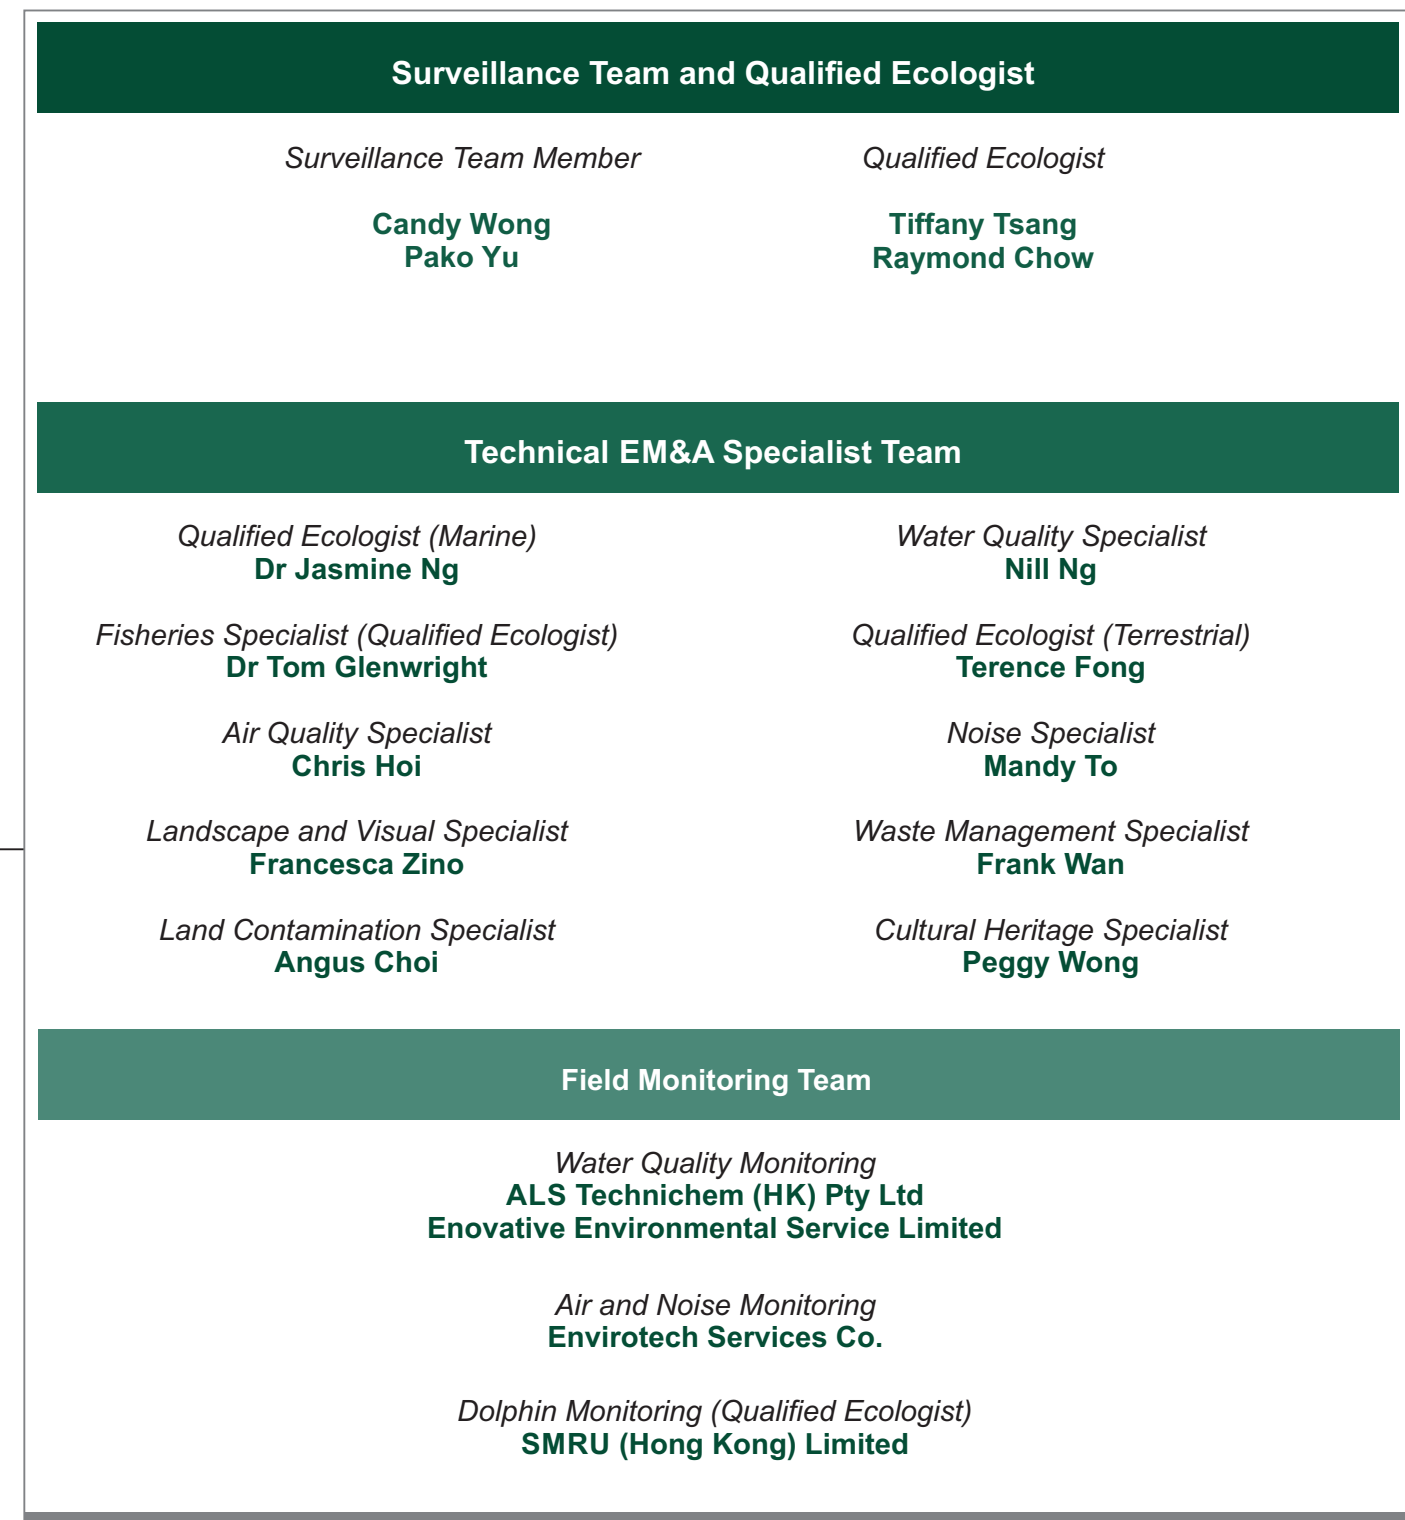 Surveillance Team and Qualified Ecologist
Surveillance Team Member
Candy Wong
Pako Yu
Qualified Ecologist
Tiffany Tsang
Raymond Chow
Technical EM&A Specialist Team
Qualified Ecologist (Marine)
Dr Jasmine Ng
Water Quality Specialist
Nill Ng
Fisheries Specialist (Qualified Ecologist)
Dr Tom Glenwright
Qualified Ecologist (Terrestrial)
Terence Fong
Air Quality Specialist
Chris Hoi
Noise Specialist
Mandy To
Landscape and Visual Specialist
Francesca Zino
Waste Management Specialist
Frank Wan
Land Contamination Specialist
Angus Choi
Cultural Heritage Specialist
Peggy Wong
Field Monitoring Team
Water Quality Monitoring
ALS Technichem (HK) Pty Ltd
Enovative Environmental Service Limited
Air and Noise Monitoring
Envirotech Services Co.
Dolphin Monitoring (Qualified Ecologist)
SMRU (Hong Kong) Limited